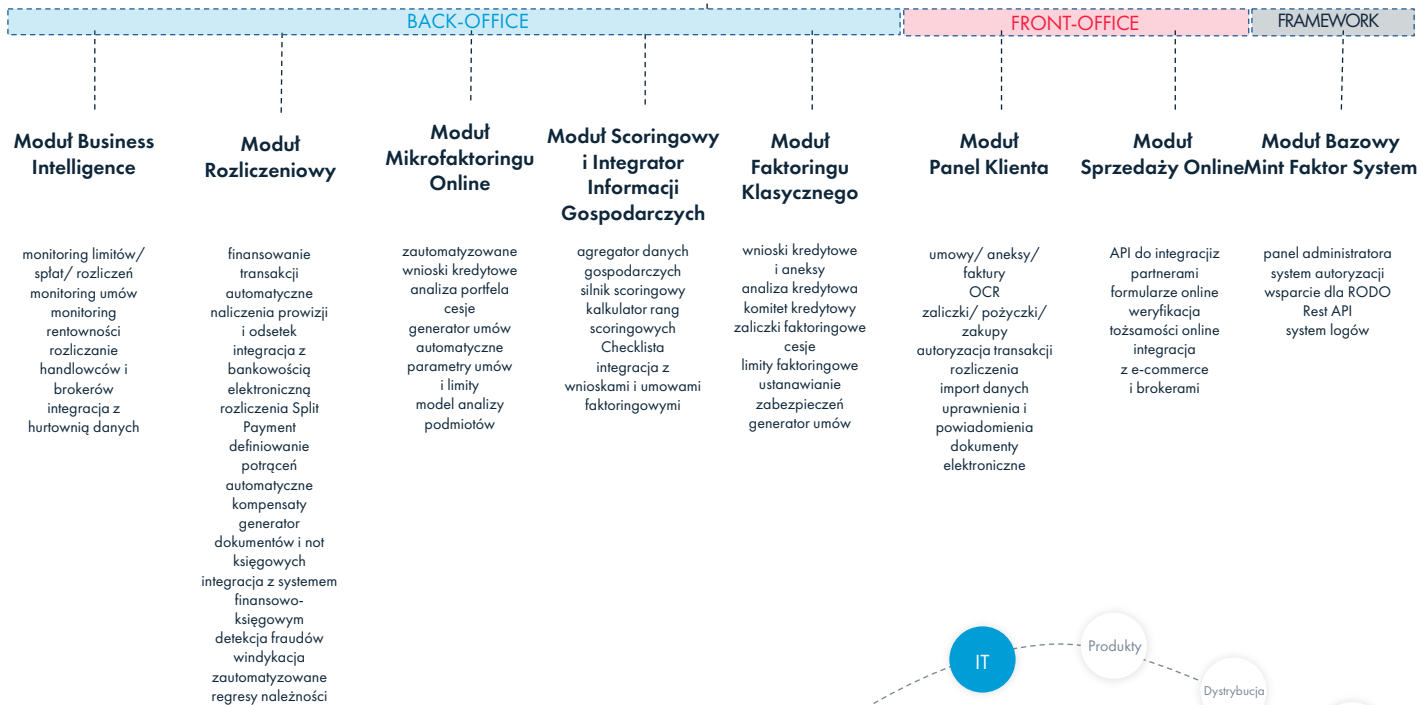 BACK-OFFICE
FRONT-OFFICE
FRAMEWORK
Moduł Business
Intelligence
monitoring limitów/
spłat/ rozliczeń
monitoring umów
monitoring
rentowności
rozliczanie
handlowców i
brokerów
integracja z
hurtownią danych
Moduł
Rozliczeniowy
finansowanie
transakcji
automatyczne
naliczenia prowizji
i odsetek
integracja z
bankowością
elektroniczną
rozliczenia Split
Payment
definiowanie
potrąceń
automatyczne
kompensaty
generator
dokumentów i not
księgowych
integracja z systemem
finansowo-
księgowym
detekcja fraudów
windykacja
zautomatyzowane
regresy należności
Moduł
Mikrofaktoringu
Online
zautomatyzowane
wnioski kredytowe
analiza portfela
cesje
generator umów
automatyczne
parametry umów
i limity
model analizy
podmiotów
Moduł Scoringowy
i Integrator
Informacji
Gospodarczych
agregator danych
gospodarczych
silnik scoringowy
kalkulator rang
scoringowych
Checklista
integracja z
wnioskami i umowami
faktoringowymi
Moduł
Faktoringu
Klasycznego
wnioski kredytowe
i aneksy
analiza kredytowa
komitet kredytowy
zaliczki faktoringowe
cesje
limity faktoringowe
ustanawianie
zabezpieczeń
generator umów
Moduł
Panel Klienta
umowy/ aneksy/
faktury
OCR
zaliczki/ pożyczki/
zakupy
autoryzacja transakcji
rozliczenia
import danych
uprawnienia i
powiadomienia
dokumenty
elektroniczne
Moduł
Sprzedaży Online
API do integracjiz
partnerami
formularze online
weryfikacja
tożsamości online
integracja
z e-commerce
i brokerami
Moduł Bazowy
Mint Faktor System
panel administratora
system autoryzacji
wsparcie dla RODO
Rest API
system logów
IT
Produkty
Dystrybucja